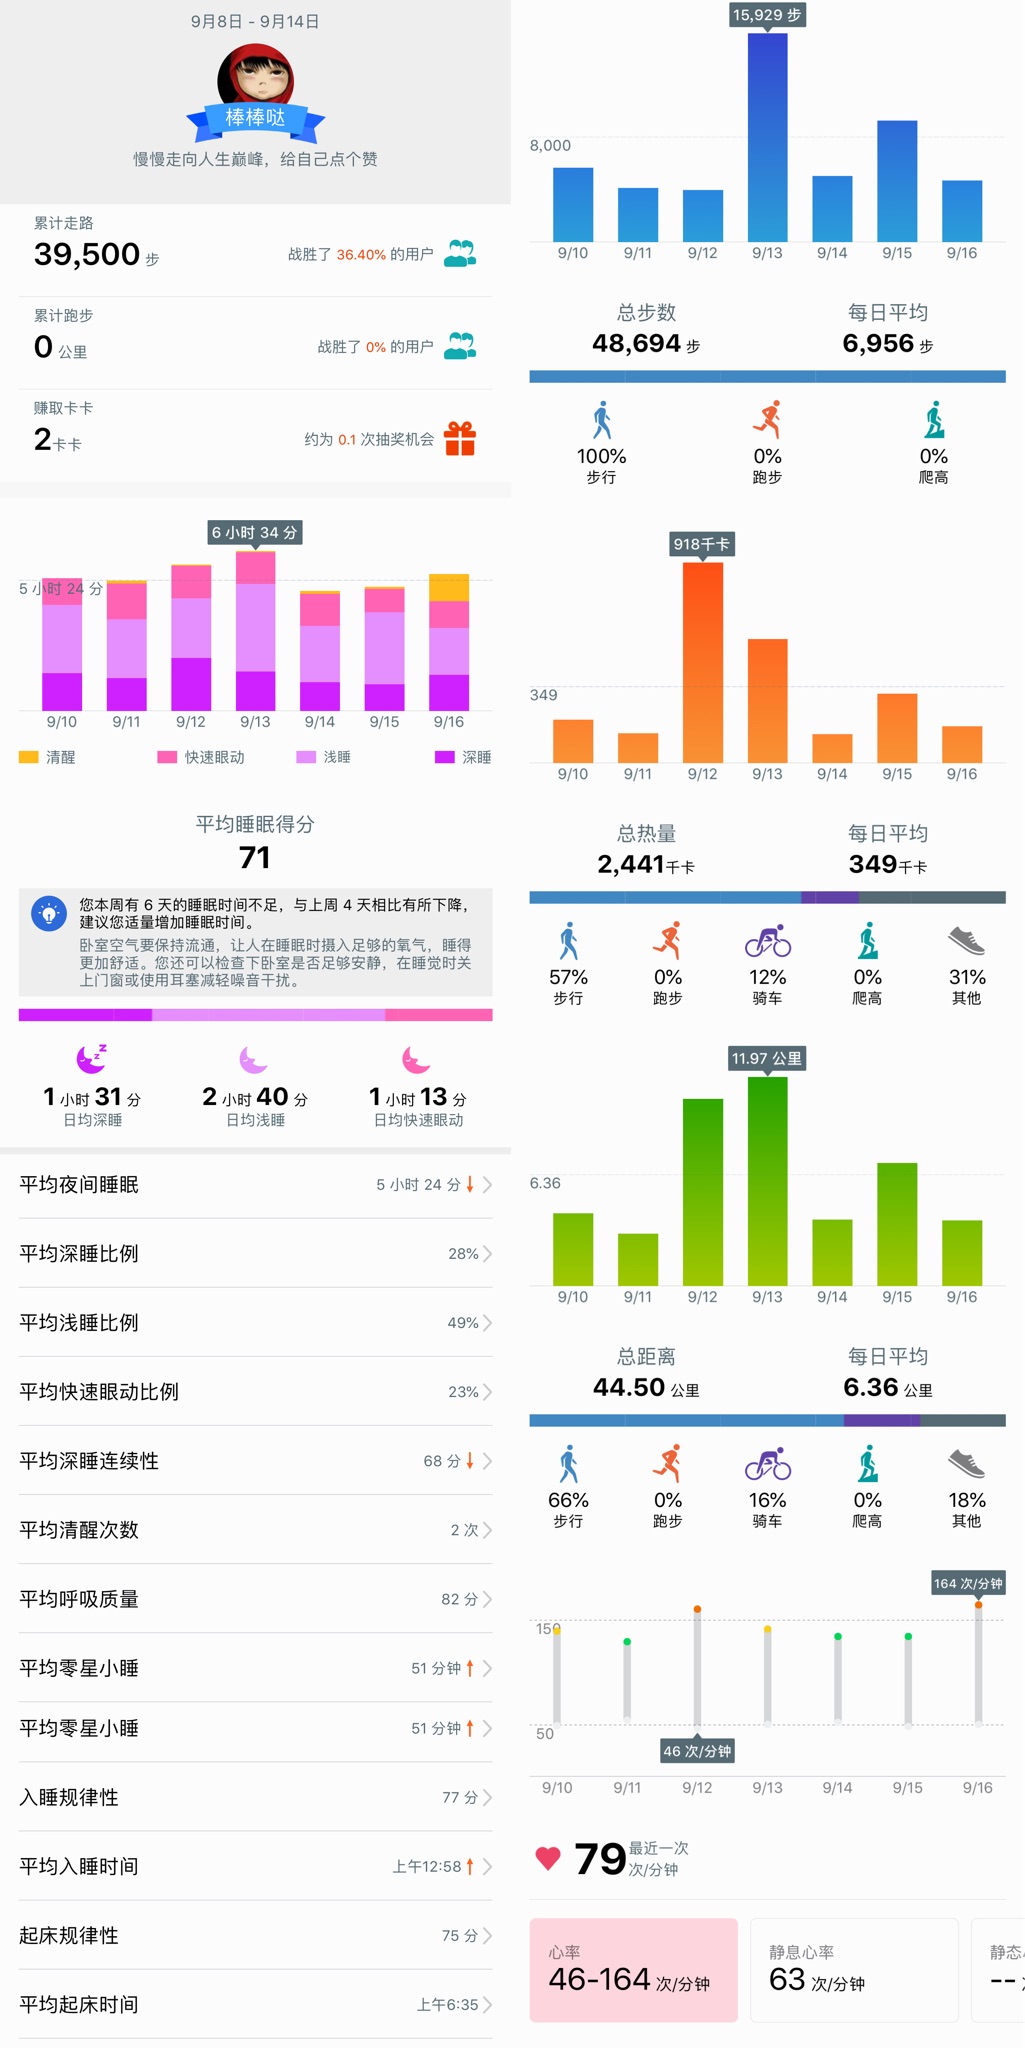 9月8日 - 9月14日
棒棒哒
慢慢走向人生巅峰，给自己点个赞
累计走路
39,500 步
战胜了 36.40% 的用户
累计跑步
0 公里
战胜了 0% 的用户
赚取卡卡
2卡卡
约为 0.1 次抽奖机会
6 小时 34 分
5 小时 24 分
9/10 9/11 9/12 9/13 9/14 9/15 9/16
清醒 快速眼动 浅睡 深睡
平均睡眠得分
71
您本周有 6 天的睡眠时间不足，与上周 4 天相比有所下降，
建议您适量增加睡眠时间。
卧室空气要保持流通，让人在睡眠时摄入足够的氧气，睡得
更加舒适。您还可以检查下卧室是否足够安静，在睡觉时关
上门窗或使用耳塞减轻噪音干扰。
1 小时 31 分 2 小时 40 分 1 小时 13 分
日均深睡 日均浅睡 日均快速眼动
平均夜间睡眠 5 小时 24 分
平均深睡比例 28%
平均浅睡比例 49%
平均快速眼动比例 23%
平均深睡连续性 68 分
平均清醒次数 2 次
平均呼吸质量 82 分
平均零星小睡 51 分钟
平均零星小睡 51 分钟
入睡规律性 77 分
平均入睡时间 上午12:58
起床规律性 75 分
平均起床时间 上午6:35
15,929 步
8,000
9/10 9/11 9/12 9/13 9/14 9/15 9/16
总步数 每日平均
48,694 步 6,956 步
100% 0% 0%
步行 跑步 爬高
918千卡
349
9/10 9/11 9/12 9/13 9/14 9/15 9/16
总热量 每日平均
2,441千卡 349千卡
57% 0% 12% 0% 31%
步行 跑步 骑车 爬高 其他
11.97 公里
6.36
9/10 9/11 9/12 9/13 9/14 9/15 9/16
总距离 每日平均
44.50 公里 6.36 公里
66% 0% 16% 0% 18%
步行 跑步 骑车 爬高 其他
164 次/分钟
150
50
46 次/分钟
9/10 9/11 9/12 9/13 9/14 9/15 9/16
79 最近一次
次/分钟
心率 静息心率 静态
46-164 次/分钟 63 次/分钟 --